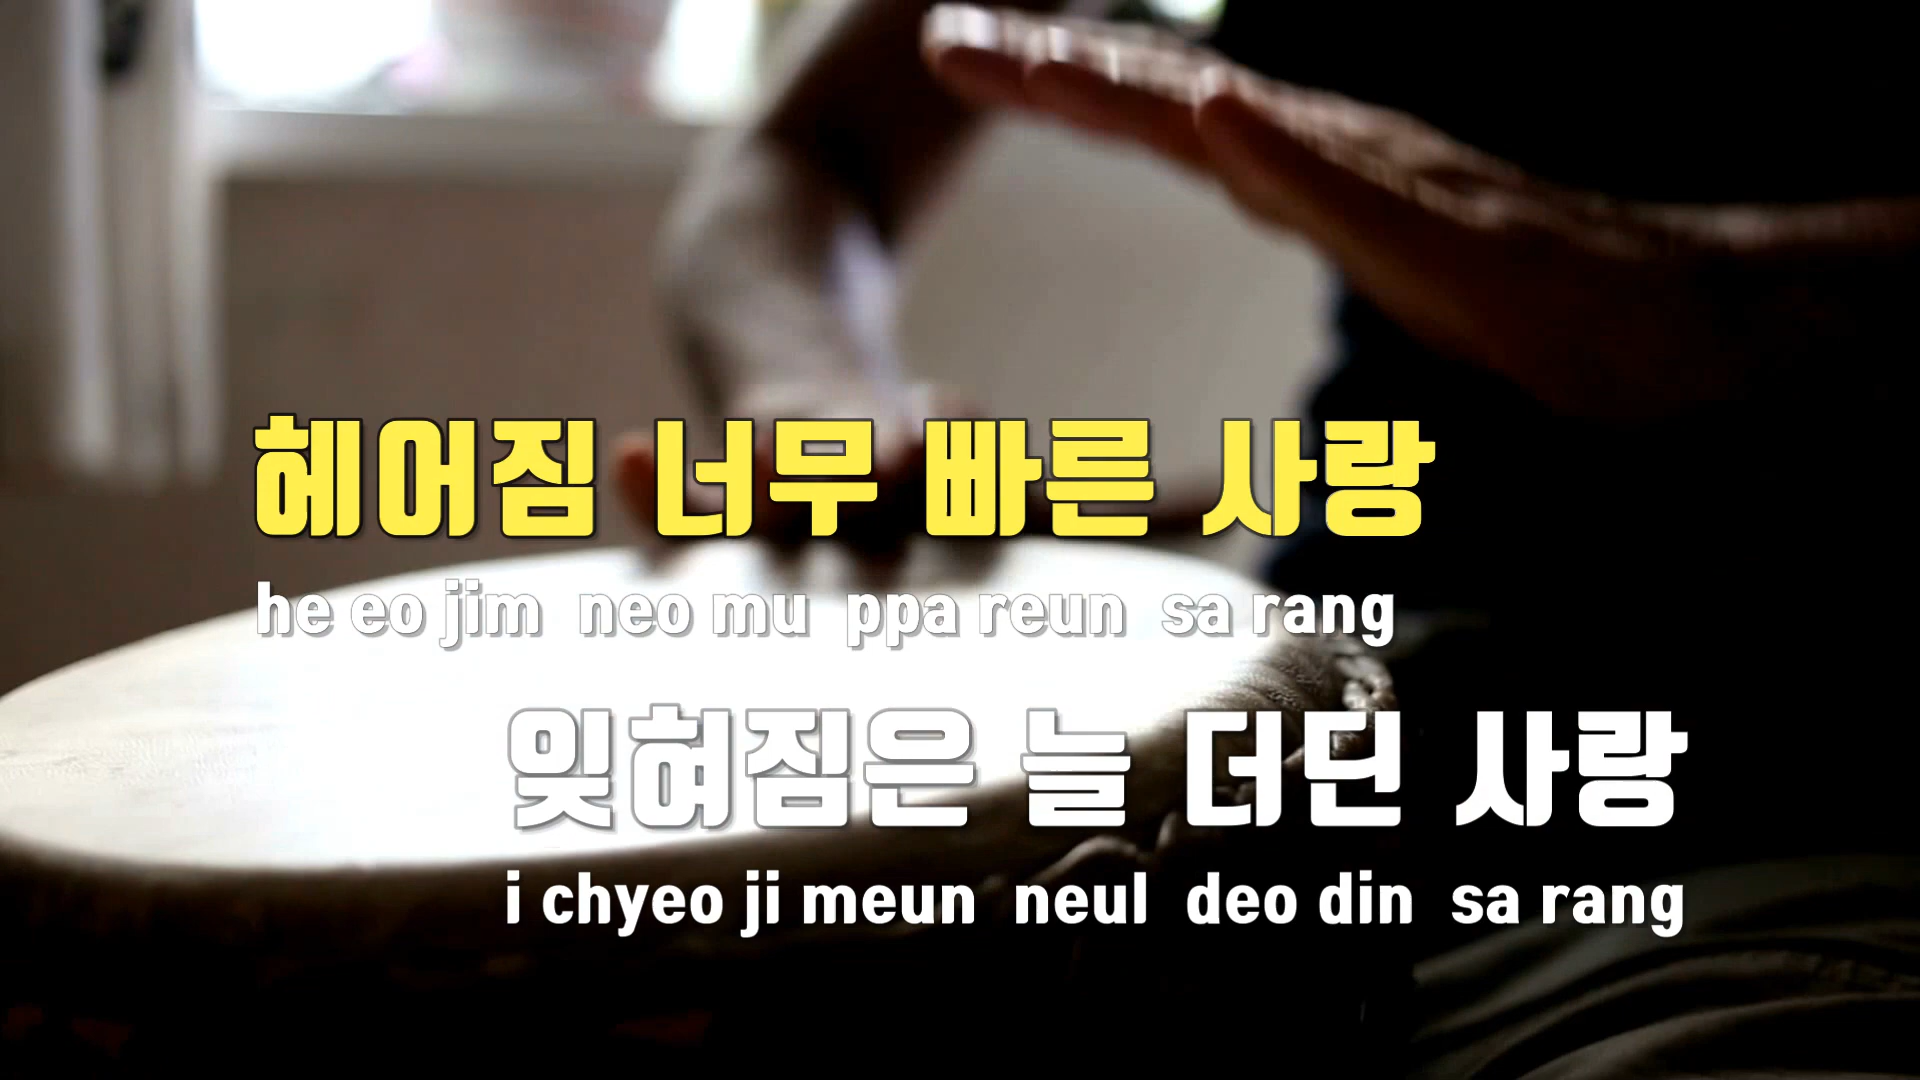 헤어짐 너무 빠른 사랑
he eo jim neo mu ppa reun sa rang
잊혀짐은 늘 더딘 사랑
i chyeo ji meun neul deo din sa rang